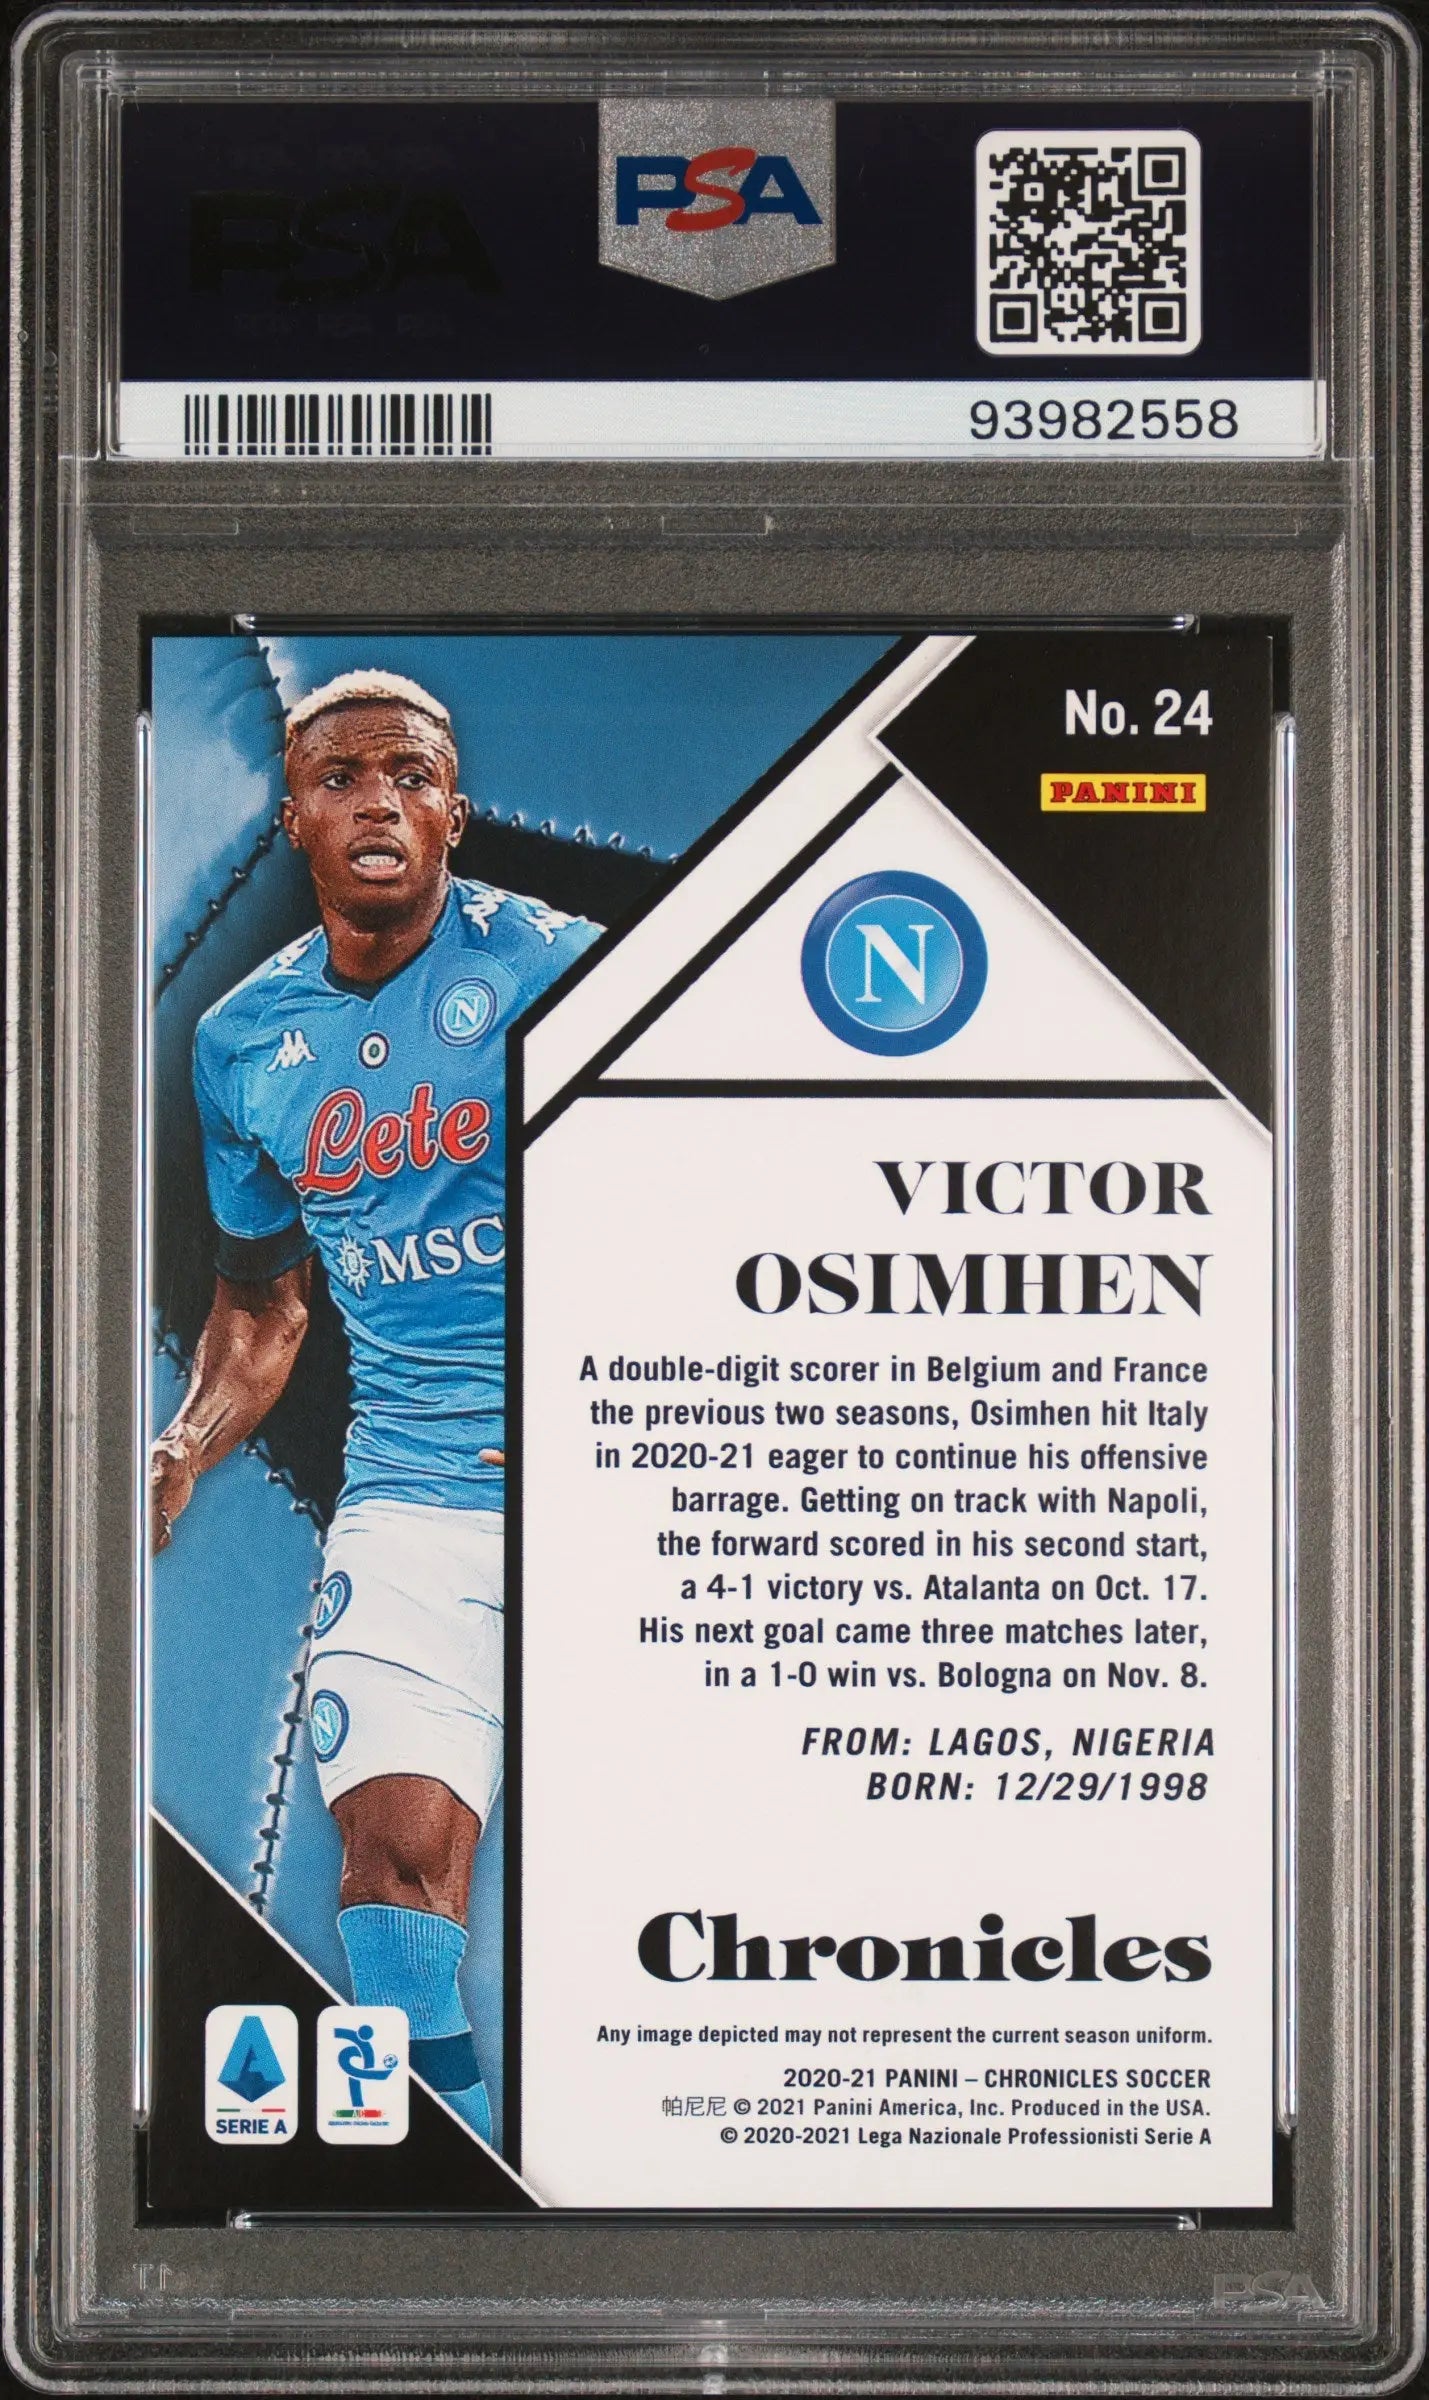 PSA
93982558
No. 24
PANINI
N
N
Lete
MSC
N
N
VICTOR
OSIMHEN
A double-digit scorer in Belgium and France
the previous two seasons, Osimhen hit Italy
in 2020-21 eager to continue his offensive
barrage. Getting on track with Napoli,
the forward scored in his second start,
a 4-1 victory vs. Atalanta on Oct. 17.
His next goal came three matches later,
in a 1-0 win vs. Bologna on Nov. 8.
FROM: LAGOS, NIGERIA
BORN: 12/29/1998
Chronicles
Any image depicted may not represent the current season uniform.
2020-21 PANINI – CHRONICLES SOCCER
帕尼尼 © 2021 Panini America, Inc. Produced in the USA.
© 2020-2021 Lega Nazionale Professionisti Serie A
SERIE A
PSA